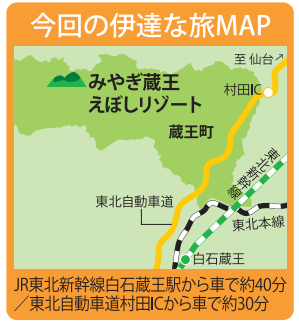 今回の伊達な旅MAP
至 仙台↗
みやぎ蔵王
えぼしリゾート
村田IC
蔵王町
東北新幹線
東北自動車道
東北本線
白石蔵王
JR東北新幹線白石蔵王駅から車で約40分
／東北自動車道村田ICから車で約30分